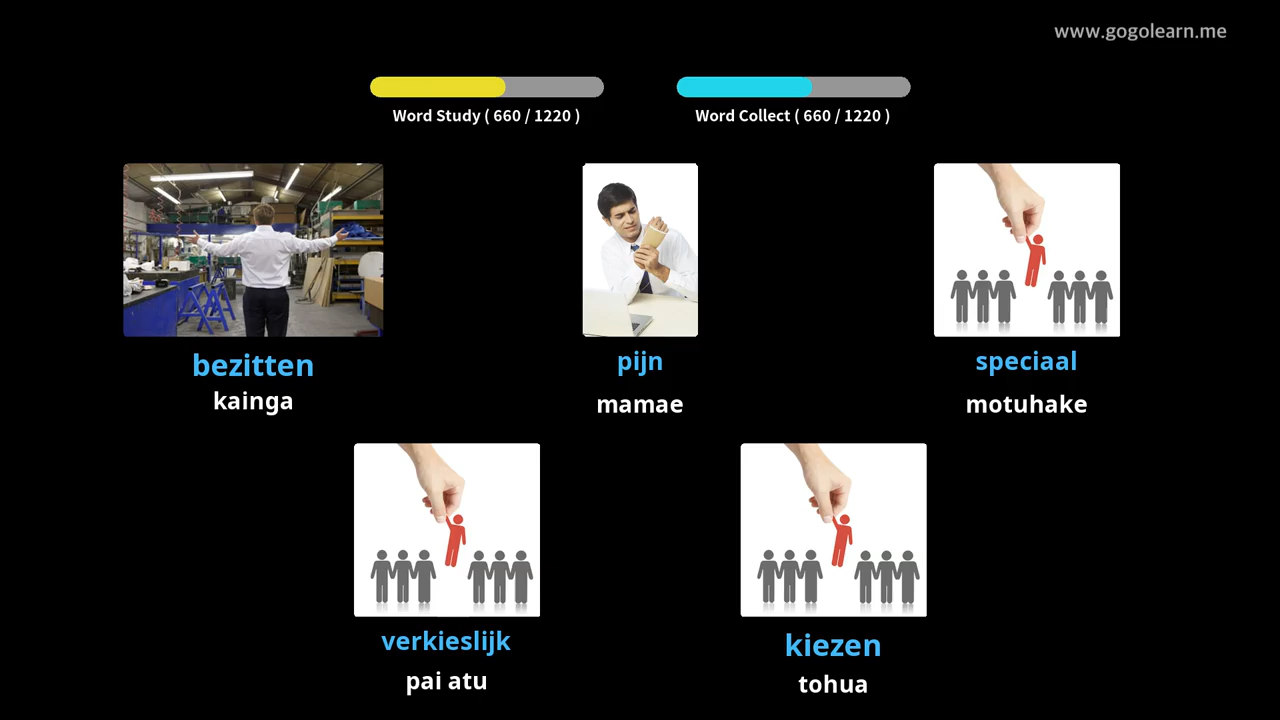 www.gogolearn.me
Word Study ( 660 / 1220 )
Word Collect ( 660 / 1220 )
bezitten
kainga
pijn
mamae
speciaal
motuhake
verkieslijk
pai atu
kiezen
tohua